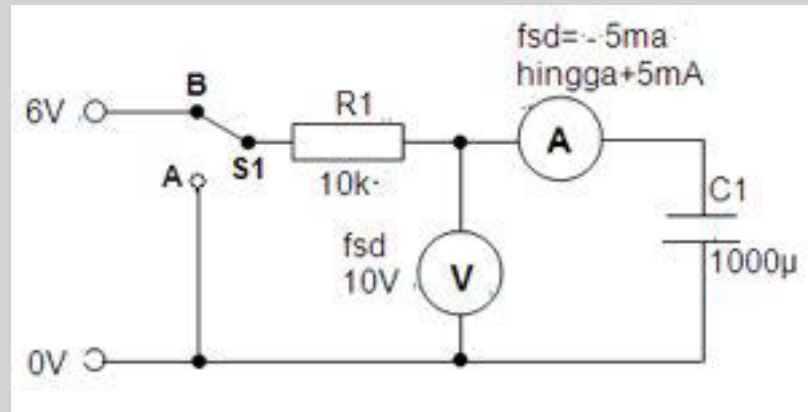 fsd= - 5ma
hingga+5mA
B
6V
R1
A
A
S1
10k
C1
fsd
10V
V
1000µ
0V